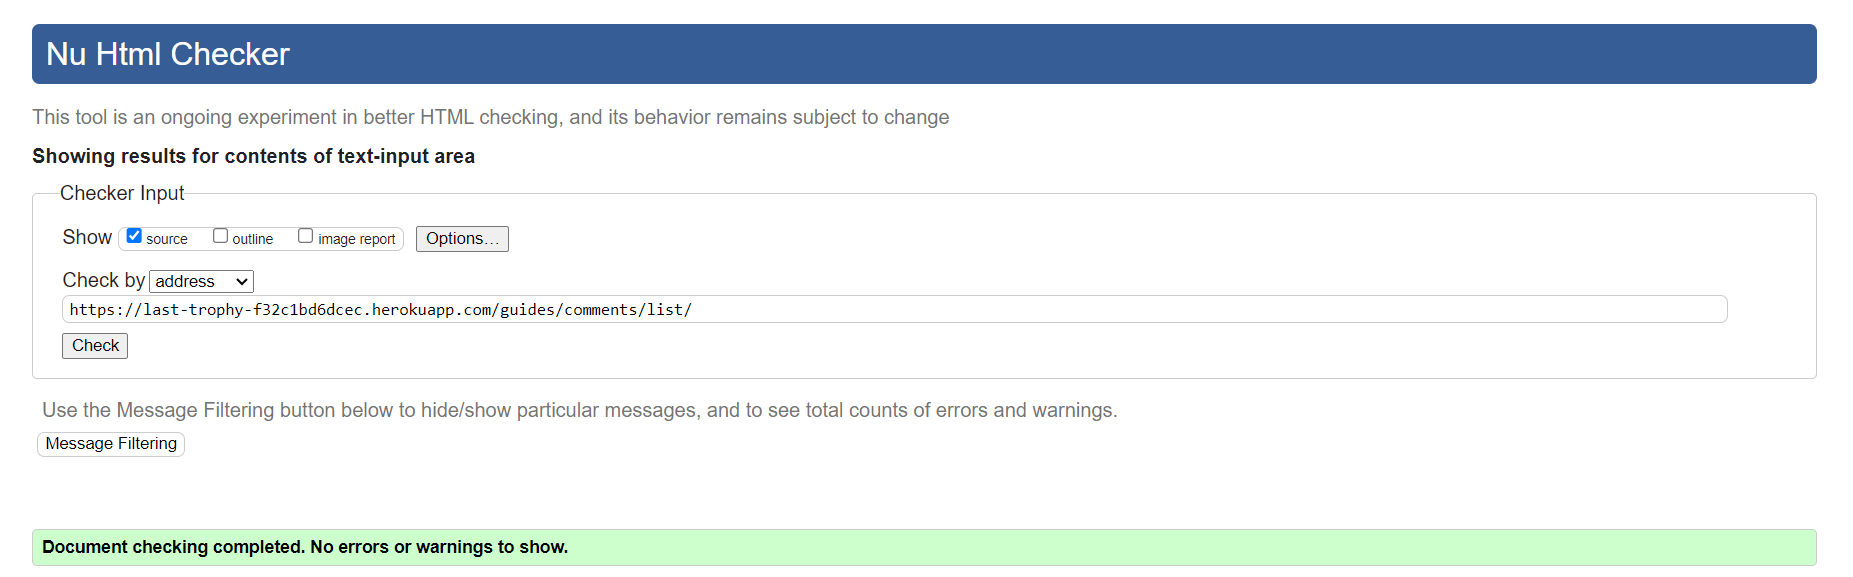 Nu Html Checker
This tool is an ongoing experiment in better HTML checking, and its behavior remains subject to change
Showing results for contents of text-input area
Checker Input
Show source outline image report Options...
Check by address
https://last-trophy-f32c1bd6dcec.herokuapp.com/guides/comments/list/
Check
Use the Message Filtering button below to hide/show particular messages, and to see total counts of errors and warnings.
Message Filtering
Document checking completed. No errors or warnings to show.